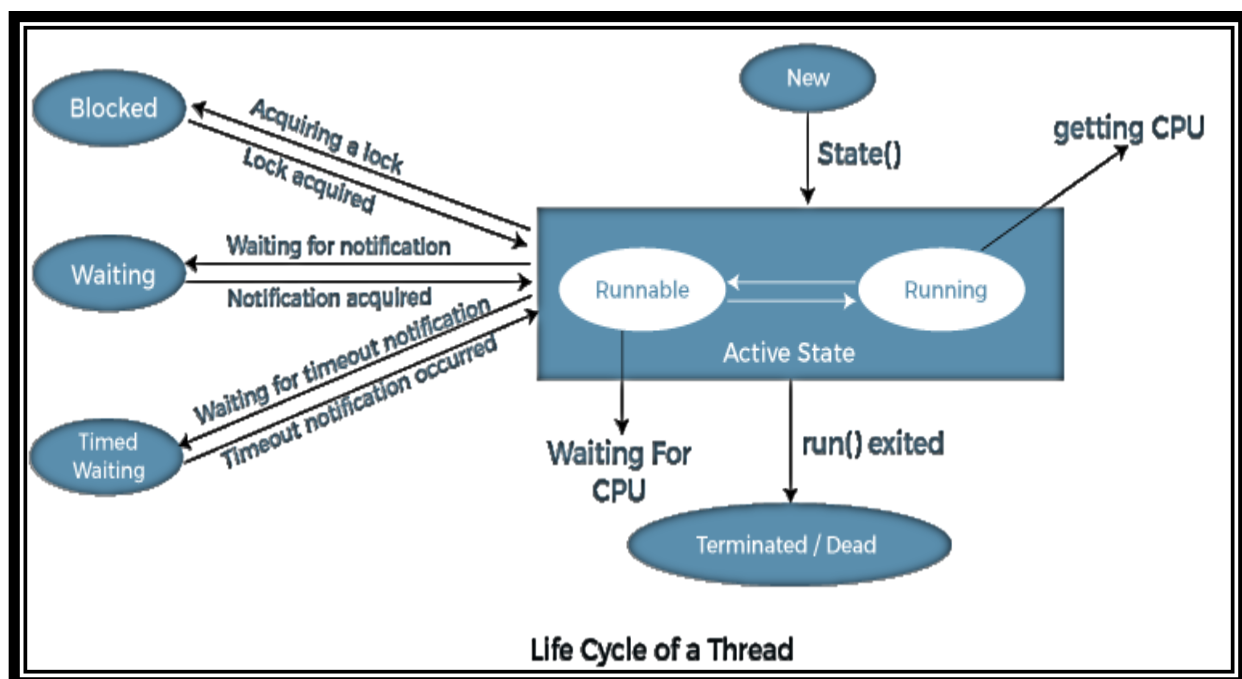 New
Blocked
Acquiring a lock
Lock acquired
State()
getting CPU
Waiting
Waiting for notification
Notification acquired
Runnable
Running
Active State
Waiting for timeout notification
Timeout notification occurred
Timed
Waiting
Waiting For
CPU
run() exited
Terminated / Dead
Life Cycle of a Thread